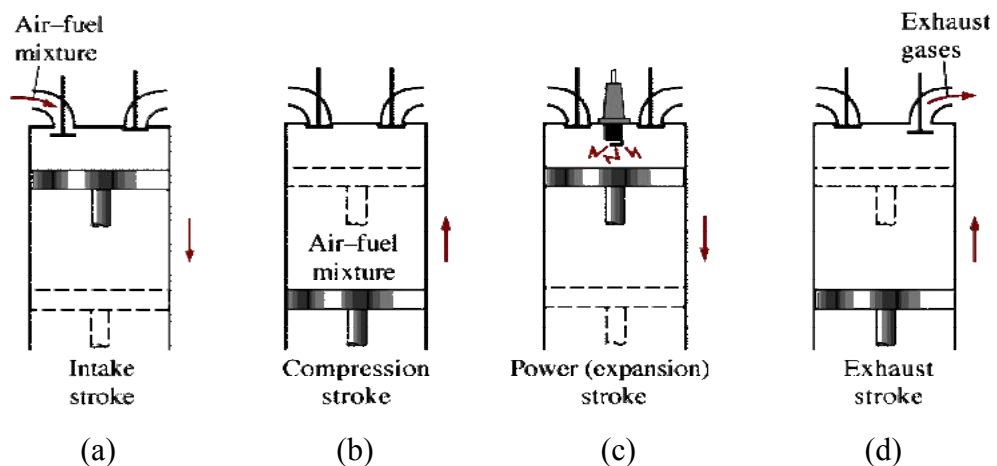 Air–fuel
mixture
Exhaust
gases
Air–fuel
mixture
Intake
stroke
Compression
stroke
Power (expansion)
stroke
Exhaust
stroke
(a)
(b)
(c)
(d)